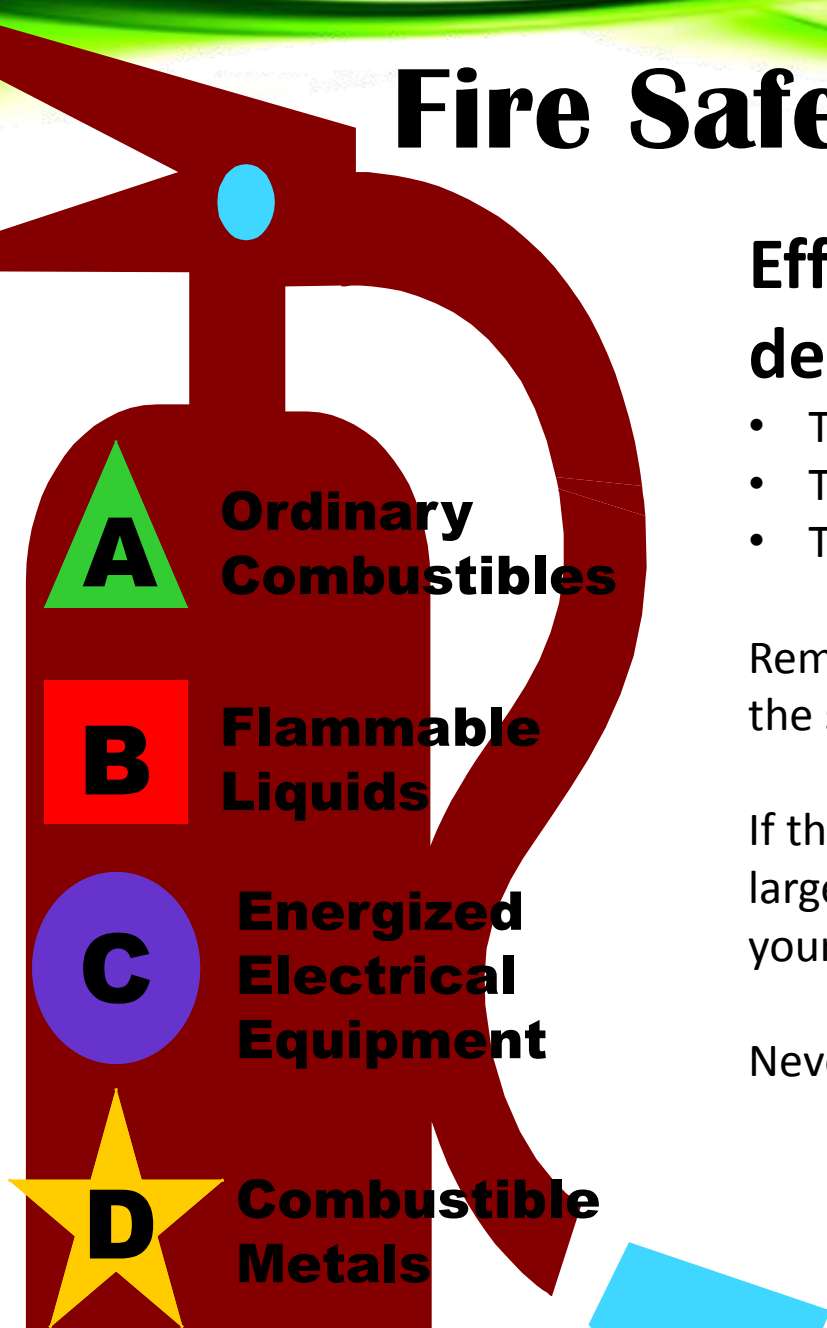 Fire Safe
A
Ordinary
Combustibles
B
Flammable
Liquids
C
Energized
Electrical
Equipment
D
Combustible
Metals
Eff
de
• T
• T
• T
Rem
the
If th
large
your
Neve